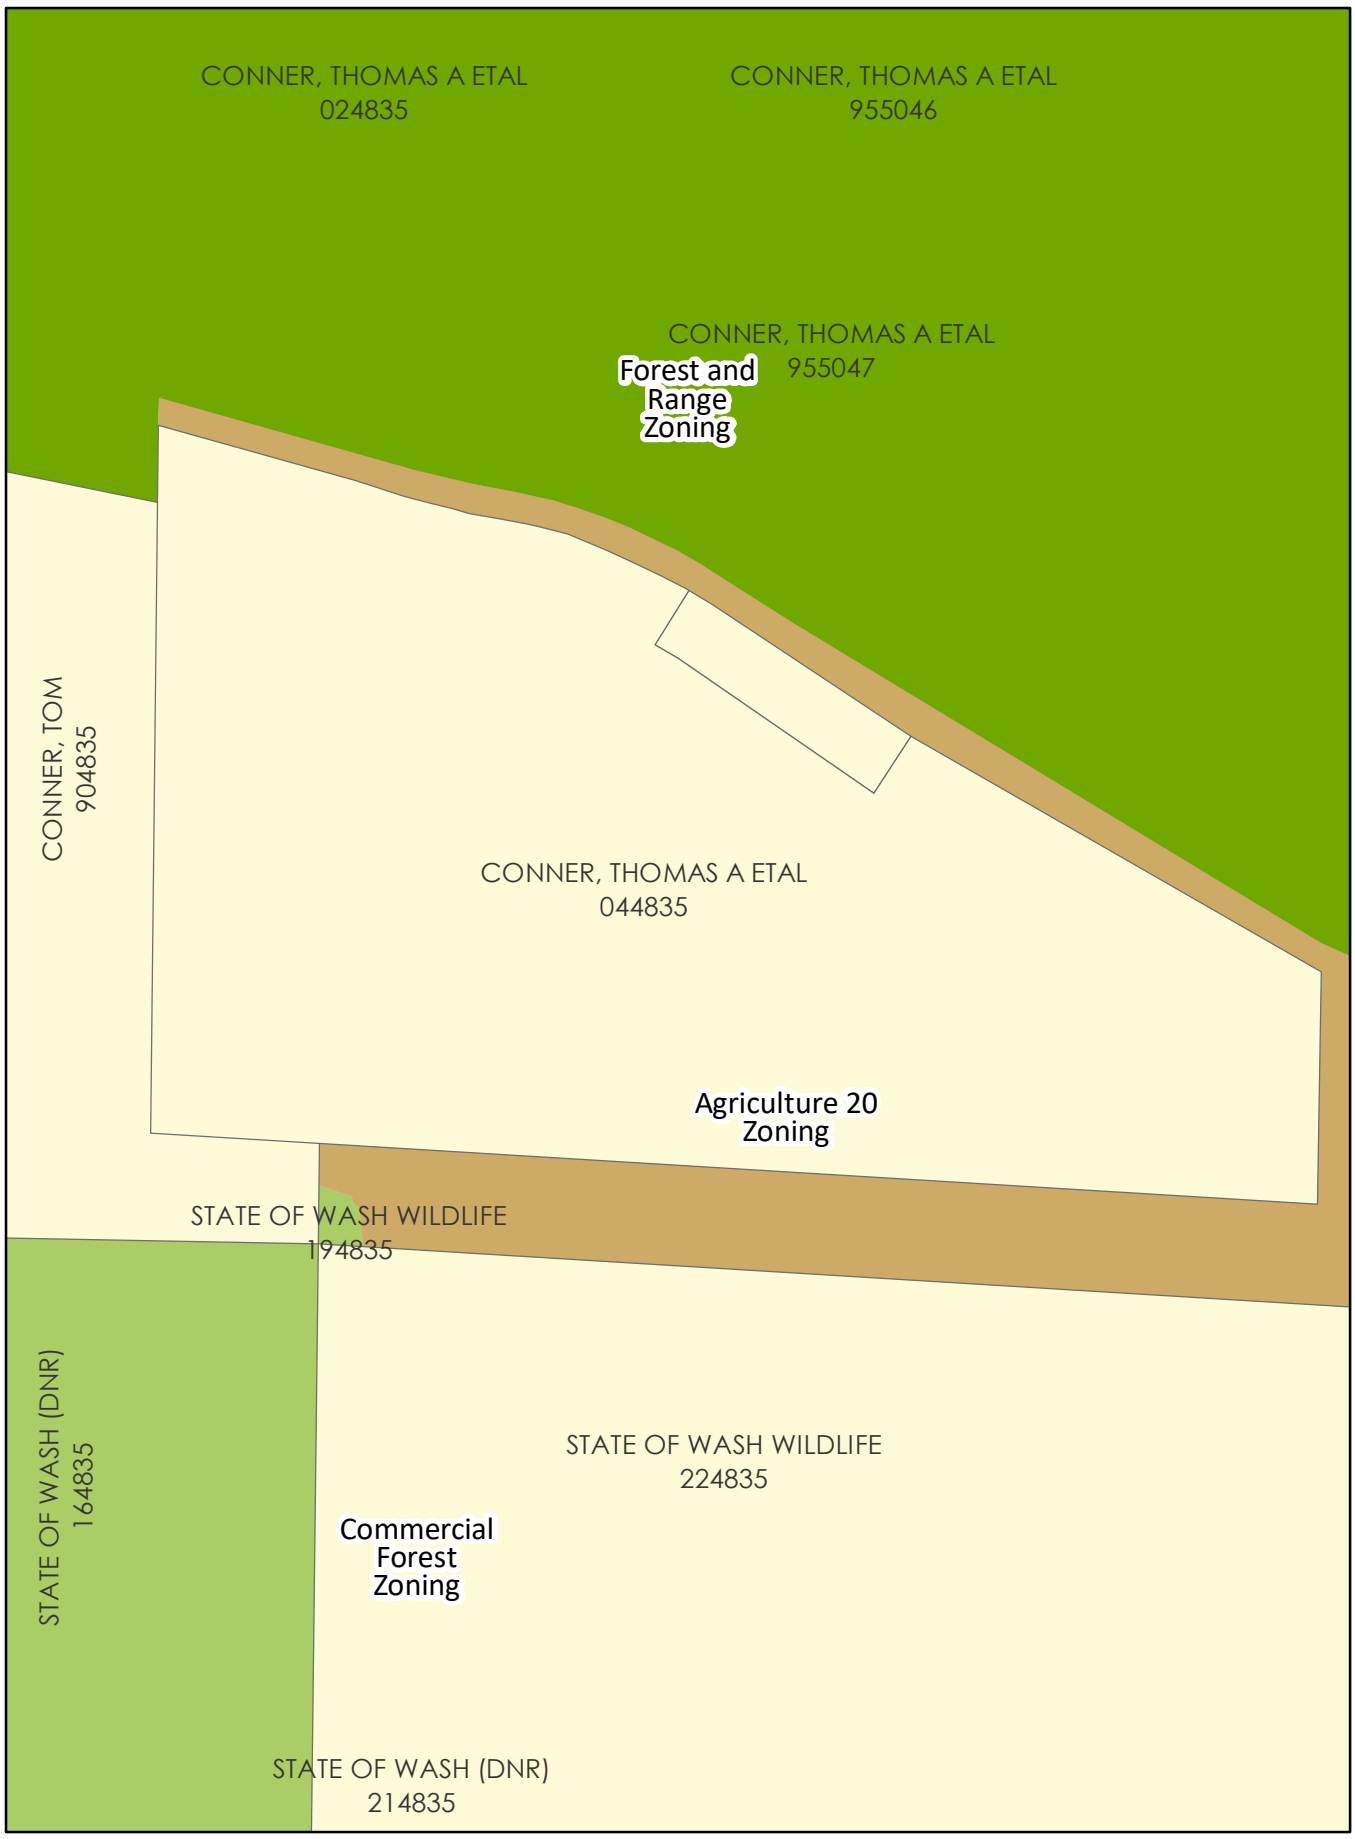 CONNER, THOMAS A ETAL
024835
CONNER, THOMAS A ETAL
955046
CONNER, THOMAS A ETAL
955047
Forest and
Range
Zoning
CONNER, TOM
904835
CONNER, THOMAS A ETAL
044835
Agriculture 20
Zoning
STATE OF WASH WILDLIFE
194835
STATE OF WASH (DNR)
164835
STATE OF WASH WILDLIFE
224835
Commercial
Forest
Zoning
STATE OF WASH (DNR)
214835